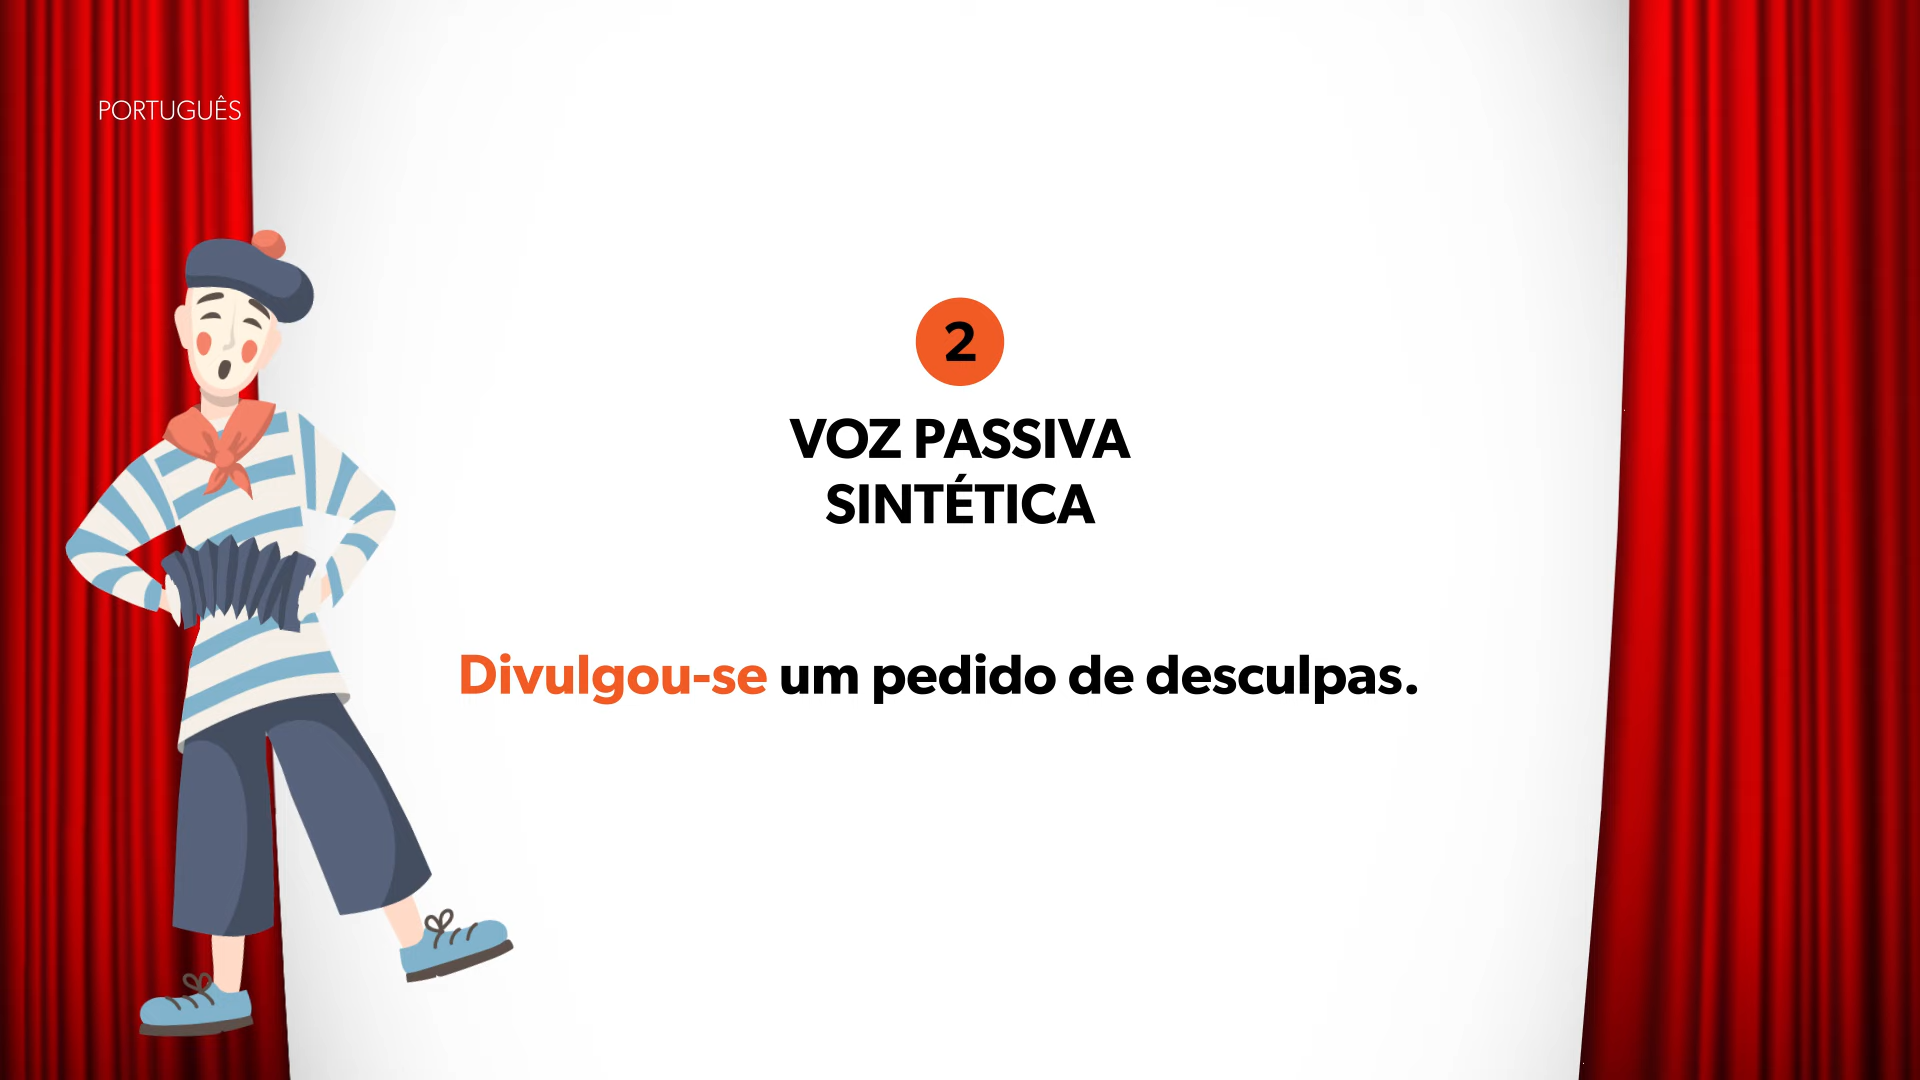 PORTUGUÊS
2
VOZ PASSIVA
SINTÉTICA
Divulgou-se um pedido de desculpas.